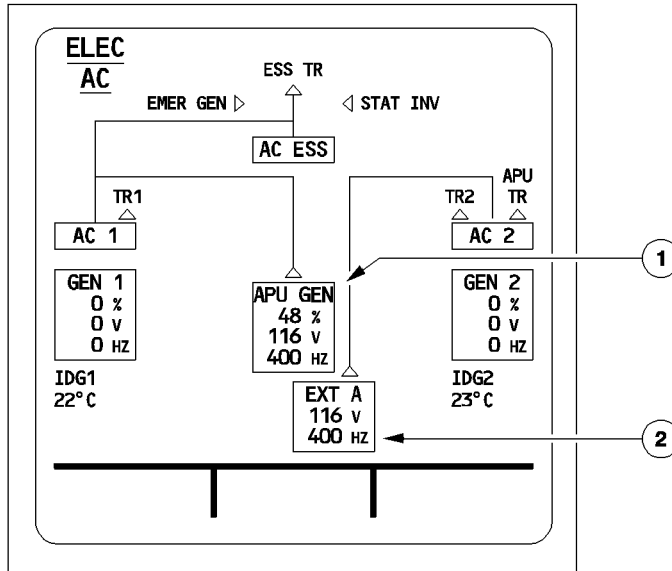 ELEC
AC
ESS TR
EMER GEN
STAT INV
AC ESS
TR1
TR2
APU
TR
AC 1
AC 2
1
GEN 1
0 %
0 V
0 HZ
APU GEN
48 %
116 V
400 HZ
GEN 2
0 %
0 V
0 HZ
IDG1
22°C
EXT A
116 V
400 HZ
IDG2
23°C
2